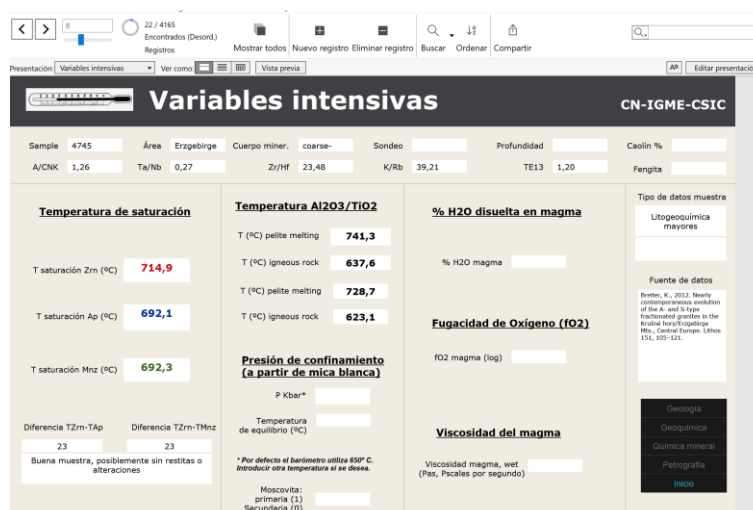 8
22 / 4165
Encontrados (Desord.)
Registros
Mostrar todos
Nuevo registro
Eliminar registro
Buscar
Ordenar
Compartir
Presentación: Variables intensivas
Ver como:
Vista previa
Editar presentació
Variables intensivas
CN-IGME-CSIC
Sample 4745 Área Erzgebirge Cuerpo miner. coarse- Sondeo Profundidad Caolín %
A/CNK 1,26 Ta/Nb 0,27 Zr/Hf 23,48 K/Rb 39,21 TE13 1,20 Fengita
Temperatura de saturación
T saturación Zrn (ºC) 714,9
T saturación Ap (ºC) 692,1
T saturación Mnz (ºC) 692,3
Diferencia TZrn-TAp Diferencia TZrn-TMnz
23 23
Buena muestra, posiblemente sin restitas o
alteraciones
Temperatura Al2O3/TiO2
T (ºC) pelite melting 741,3
T (ºC) igneous rock 637,6
T (ºC) pelite melting 728,7
T (ºC) igneous rock 623,1
Presión de confinamiento
(a partir de mica blanca)
P Kbar*
Temperatura
de equilibrio (ºC)
* Por defecto el barómetro utiliza 650º C.
Introducir otra temperatura si se desea.
Moscovita:
primaria (1)
Secundaria (0)
% H2O disuelta en magma
% H2O magma
Fugacidad de Oxígeno (fO2)
fO2 magma (log)
Viscosidad del magma
Viscosidad magma, wet
(Pas, Pscales por segundo)
Tipo de datos muestra
Litogeoquímica
mayores
Fuente de datos
Breiter, K., 2012. Nearly
contemporaneous evolution
of the A- and S-type
fractionated granites in the
Krušné hory/Erzgebirge
Mts., Central Europe. Lithos
151, 105–121.
Geología
Geoquímica
Química mineral
Petrografía
Inicio